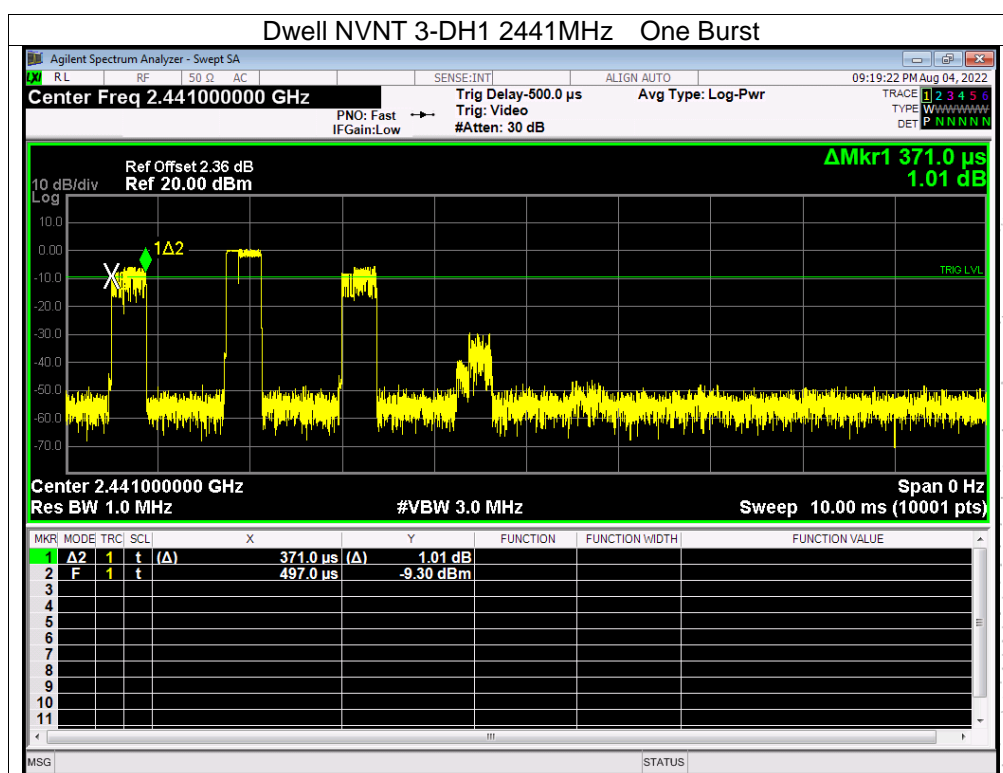 Dwell NVNT 3-DH1 2441MHz One Burst
Agilent Spectrum Analyzer - Swept SA
LXI RL RF 50 Ω AC SENSE:INT ALIGN AUTO 09:19:22 PM Aug 04, 2022
Center Freq 2.441000000 GHz
PNO: Fast
IFGain:Low
Trig Delay-500.0 µs
Trig: Video
#Atten: 30 dB
Avg Type: Log-Pwr
TRACE 1 2 3 4 5 6
TYPE WWWWWW
DET P N N N N N
ΔMkr1 371.0 µs
1.01 dB
Ref Offset 2.36 dB
10 dB/div Ref 20.00 dBm
Log
10.0
0.00
-10.0
-20.0
-30.0
-40.0
-50.0
-60.0
-70.0
X
1Δ2
TRIG LVL
Center 2.441000000 GHz Span 0 Hz
Res BW 1.0 MHz #VBW 3.0 MHz Sweep 10.00 ms (10001 pts)
MKR MODE TRC SCL X Y FUNCTION FUNCTION WIDTH FUNCTION VALUE
1 Δ2 1 t (Δ) 371.0 µs (Δ) 1.01 dB
2 F 1 t 497.0 µs -9.30 dBm
3
4
5
6
7
8
9
10
11
MSG STATUS